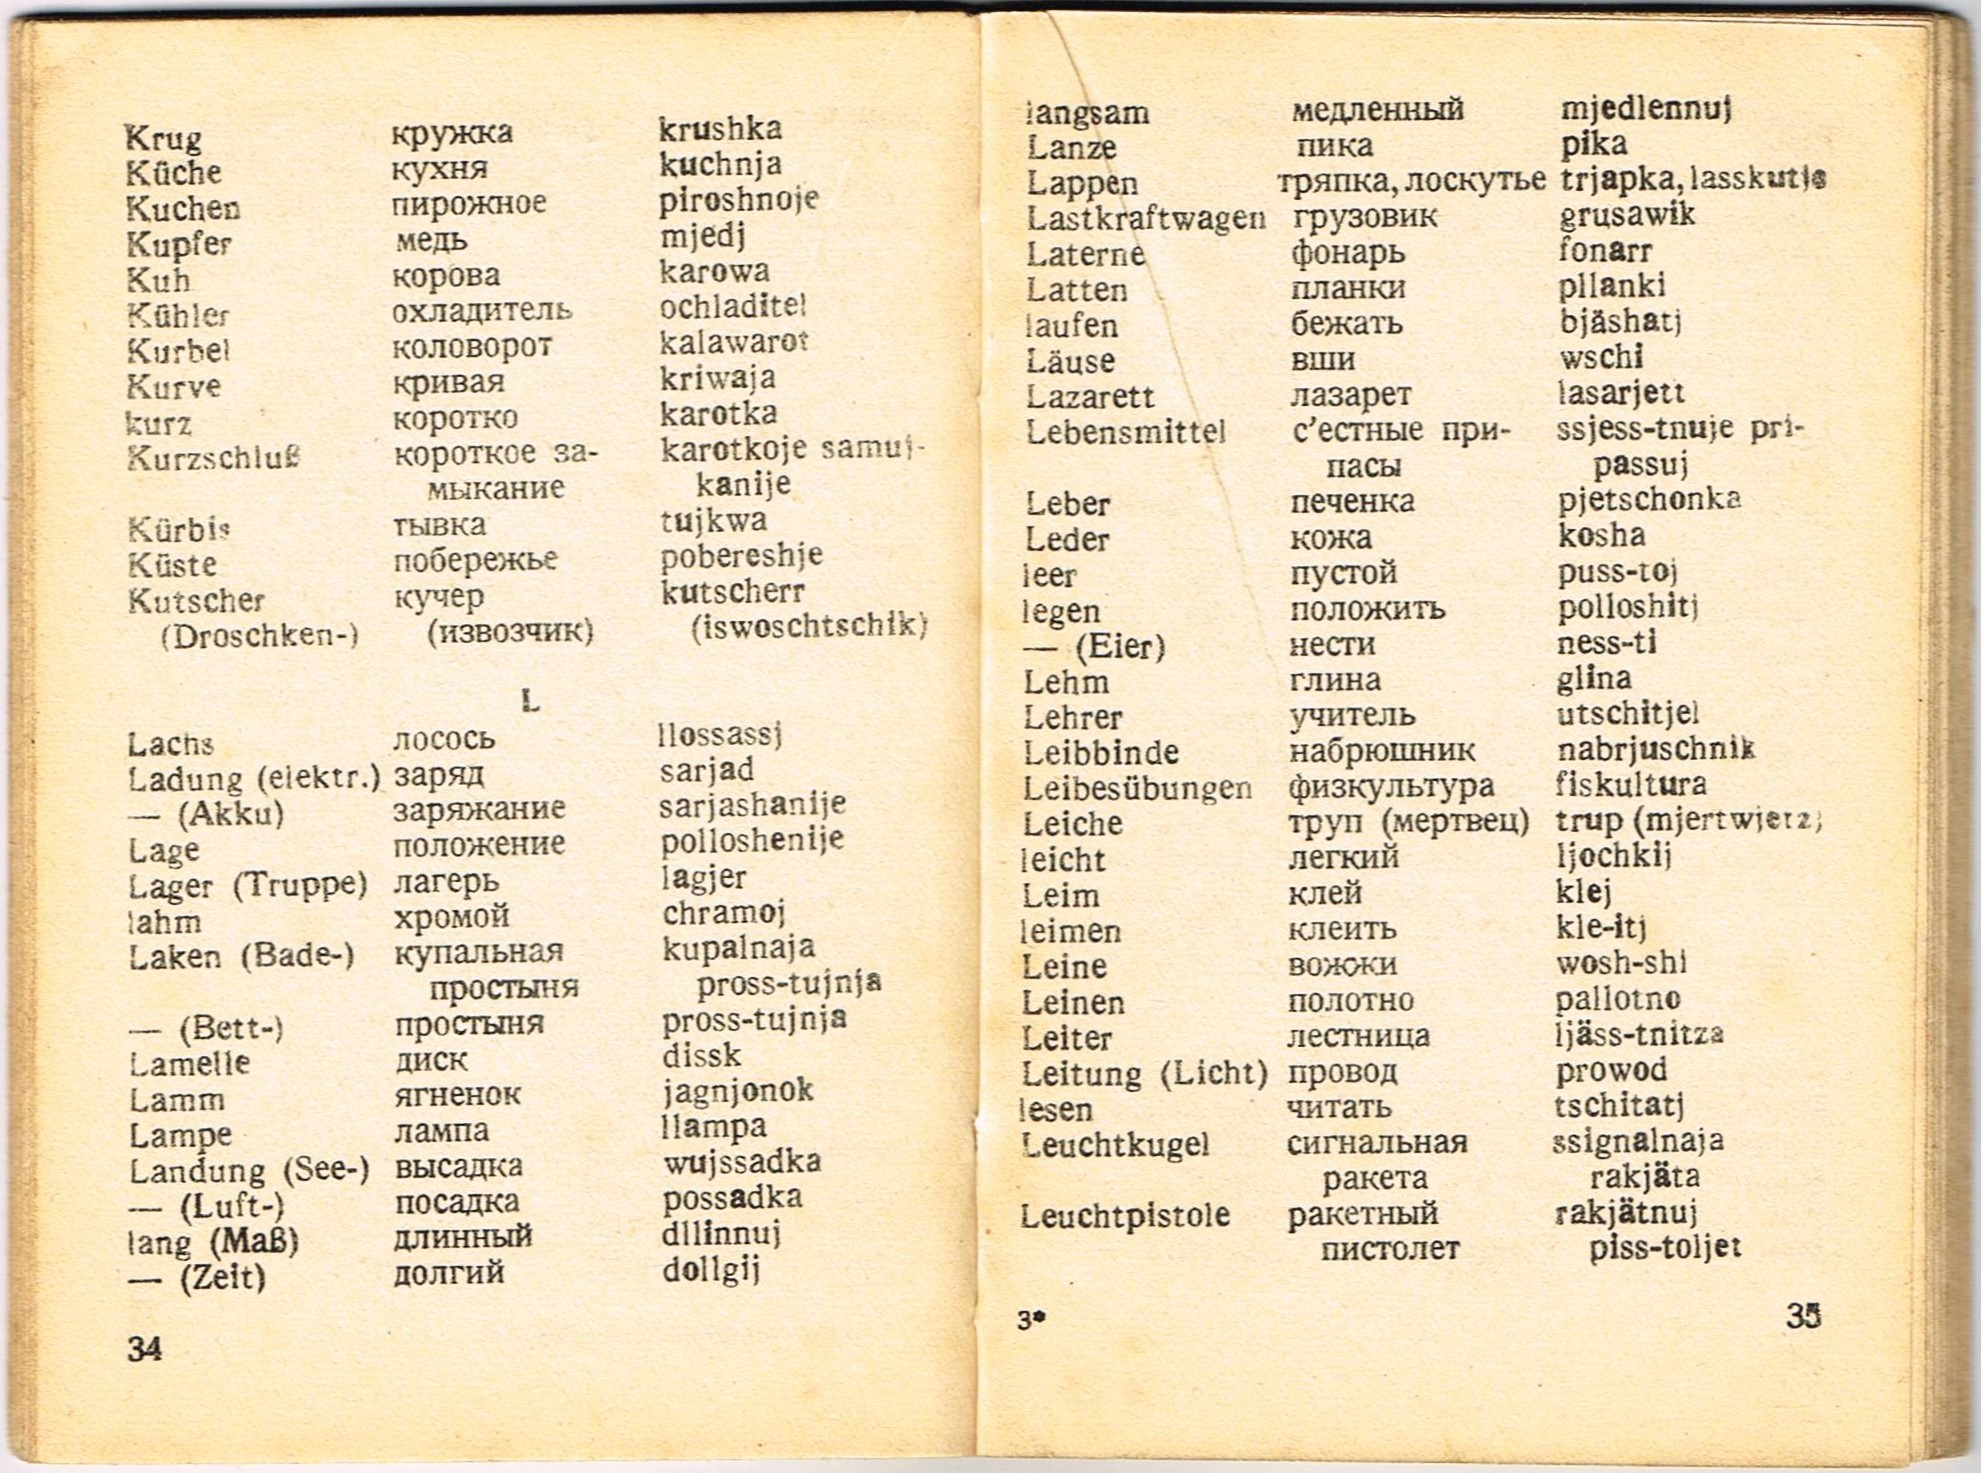 Krug кружка krushka
Küche кухня kuchnja
Kuchen пирожное piroshnoje
Kupfer медь mjedj
Kuh корова karowa
Kühler охладитель ochladitel
Kurbel коловорот kalawarot
Kurve кривая kriwaja
kurz коротко karotka
Kurzschluß короткое за- karotkoje samuj-
мыкание kanije
Kürbis тывка tujkwa
Küste побережье pobereshje
Kutscher кучер kutscherr
(Droschken-) (извозчик) (iswoschtschik)
L
Lachs лосось llossassj
Ladung (elektr.) заряд sarjad
— (Akku) заряжание sarjashanije
Lage положение polloshenije
Lager (Truppe) лагерь lagjer
lahm хромой chramoj
Laken (Bade-) купальная kupalnaja
простыня pross-tujnja
— (Bett-) простыня pross-tujnja
Lamelle диск dissk
Lamm ягненок jagnjonok
Lampe лампа llampa
Landung (See-) высадка wujssadka
— (Luft-) посадка possadka
lang (Maß) длинный dllinnuj
— (Zeit) долгий dollgij
34
langsam медленный mjedlennuj
Lanze пика pika
Lappen тряпка, лоскутье trjapka, lasskutje
Lastkraftwagen грузовик grusawik
Laterne фонарь fonarr
Latten планки pllanki
laufen бежать bjäshatj
Läuse вши wschi
Lazarett лазарет lasarjett
Lebensmittel с’естные при- ssjess-tnuje pri-
пасы passuj
Leber печенка pjetschonka
Leder кожа kosha
leer пустой puss-toj
legen положить polloshitj
— (Eier) нести ness-ti
Lehm глина glina
Lehrer учитель utschitjel
Leibbinde набрюшник nabrjuschnik
Leibesübungen физкультура fiskultura
Leiche труп (мертвец) trup (mjertwjetz)
leicht легкий ljochkij
Leim клей klej
leimen клеить kle-itj
Leine вожжи wosh-shi
Leinen полотно pallotno
Leiter лестница ljäss-tnitza
Leitung (Licht) провод prowod
lesen читать tschitatj
Leuchtkugel сигнальная ssignalnaja
ракета rakjäta
Leuchtpistole ракетный rakjätnuj
пистолет piss-toljet
3* 35